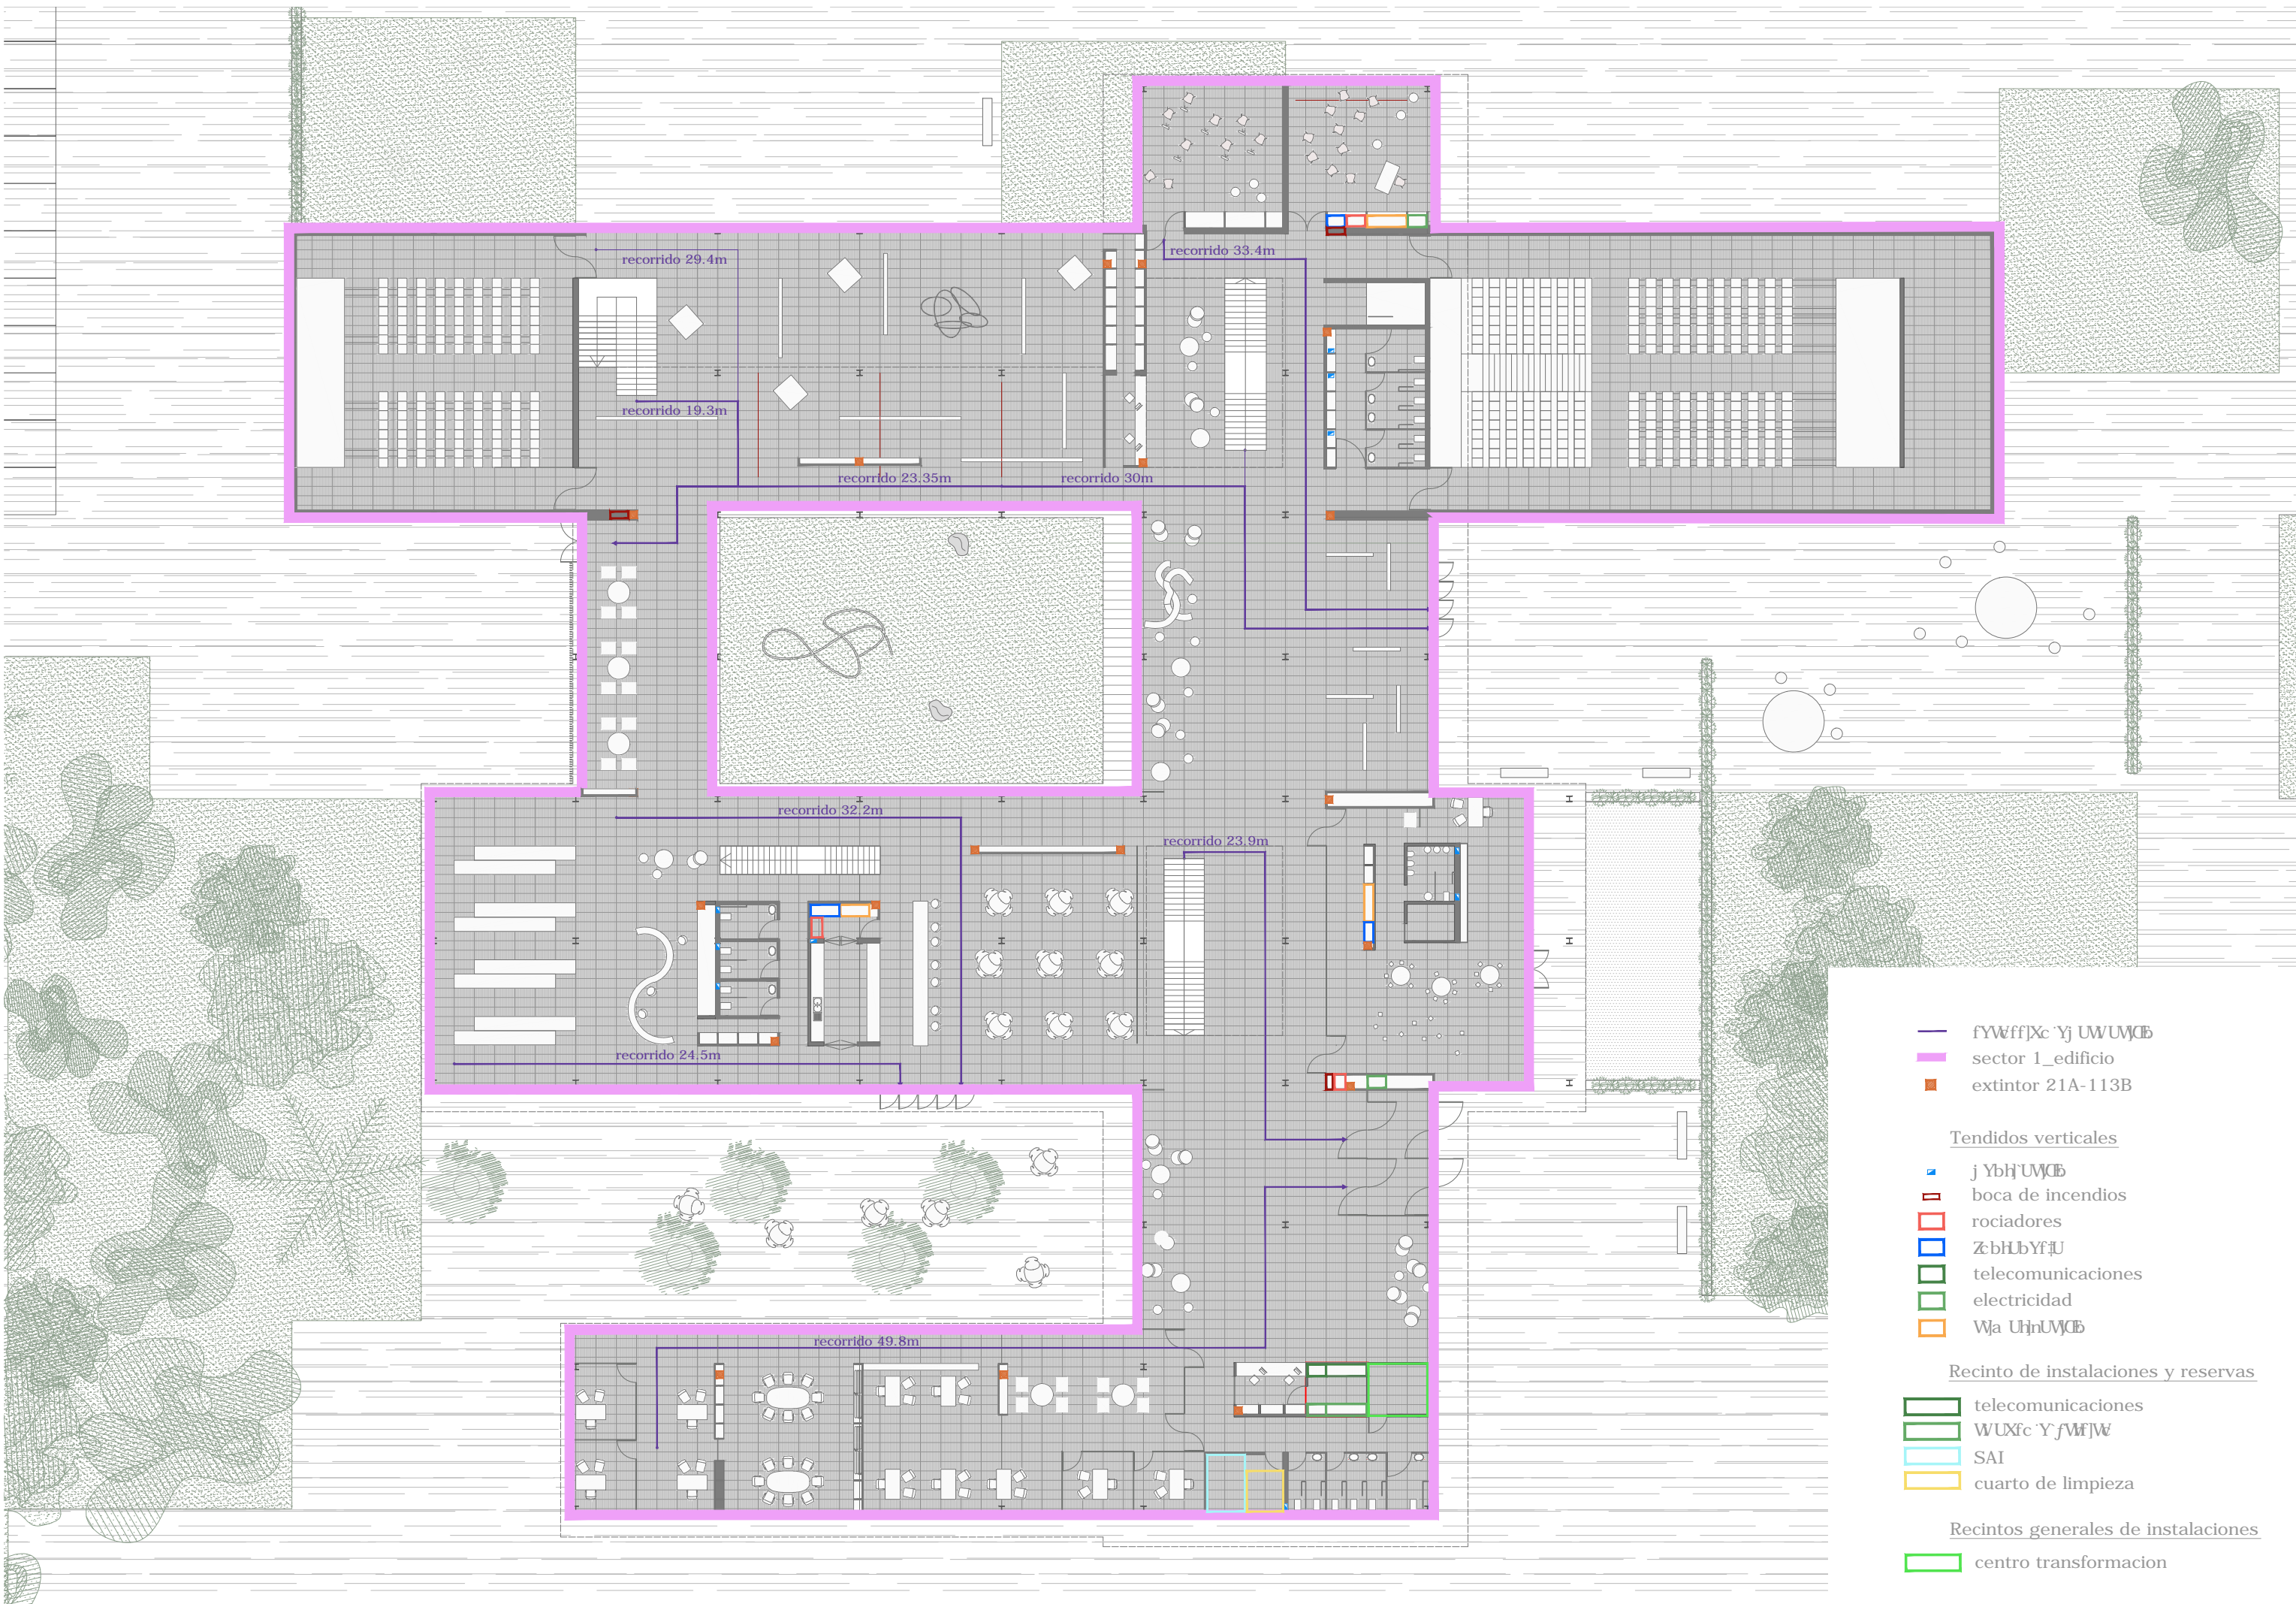 recorrido 33.4m
recorrido 29.4m
recorrido 19.3m
recorrido 23.35m
recorrido 30m
recorrido 32.2m
recorrido 23.9m
recorrido 24.5m
recorrido 49.8m
sector 1_edificio
extintor 21A-113B
Tendidos verticales
boca de incendios
rociadores
telecomunicaciones
electricidad
Recinto de instalaciones y reservas
telecomunicaciones
SAI
cuarto de limpieza
Recintos generales de instalaciones
centro transformacion